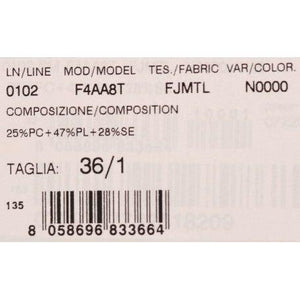 LN/LINE MOD/MODEL TES./FABRIC VAR/COLOR.
0102 F4AA8T FJMTL N0000
COMPOSIZIONE/COMPOSITION
25%PC+47%PL+28%SE
TAGLIA: 36/1
135
8 058696 833664